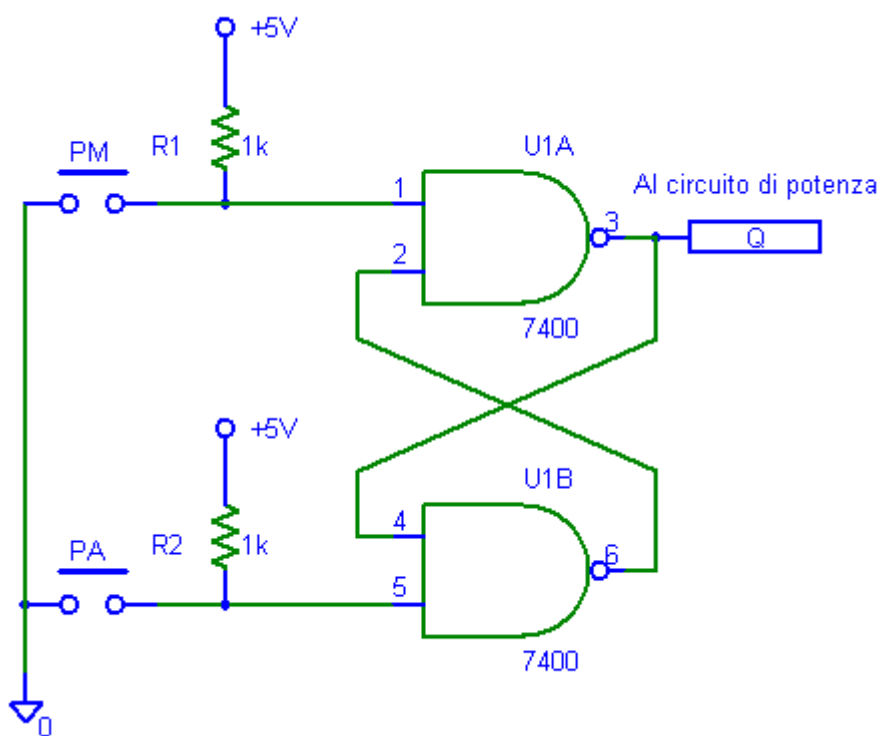 +5V
R1
1k
PM
U1A
1
2
3
Al circuito di potenza
Q
7400
+5V
R2
1k
PA
U1B
4
5
6
7400
0